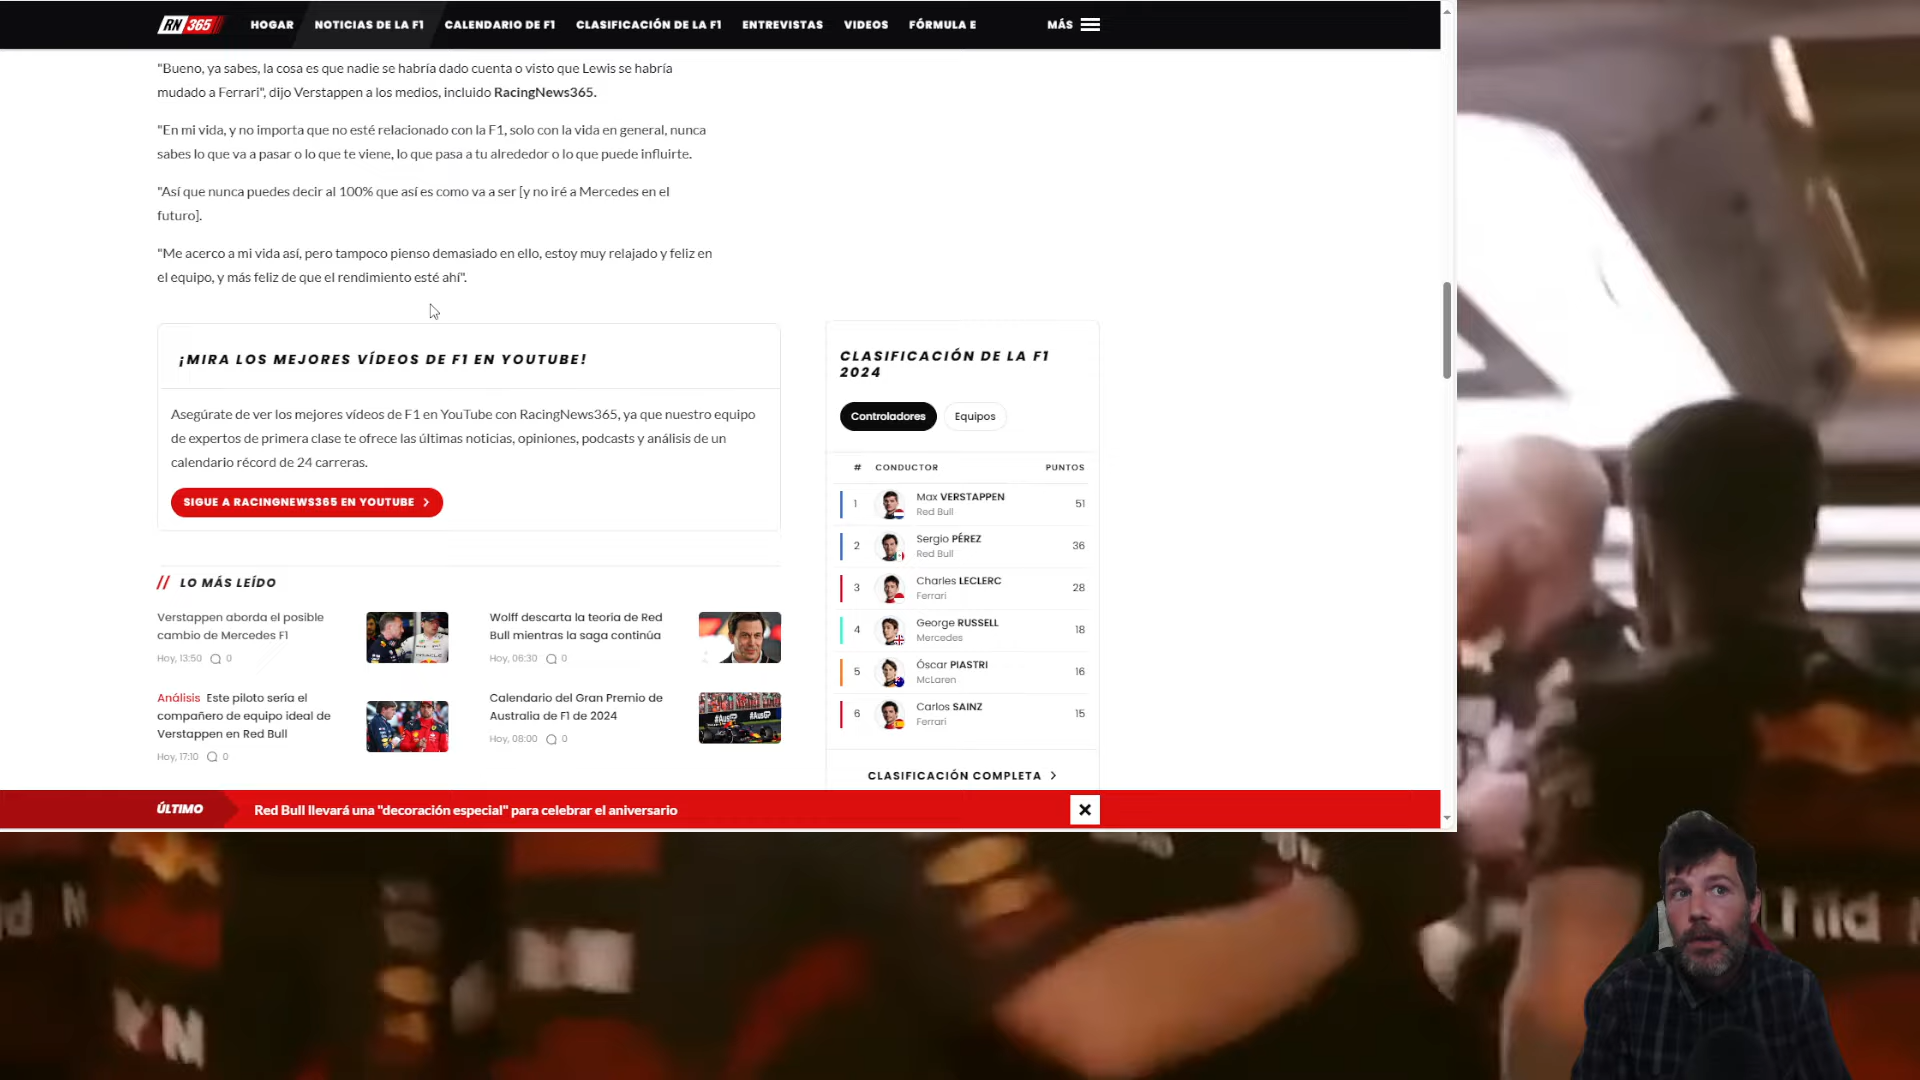 RN 365
HOGAR NOTICIAS DE LA F1 CALENDARIO DE F1 CLASIFICACIÓN DE LA F1 ENTREVISTAS VIDEOS FÓRMULA E MÁS
"Bueno, ya sabes, la cosa es que nadie se habría dado cuenta o visto que Lewis se habría
mudado a Ferrari", dijo Verstappen a los medios, incluido RacingNews365.
"En mi vida, y no importa que no esté relacionado con la F1, solo con la vida en general, nunca
sabes lo que va a pasar o lo que te viene, lo que pasa a tu alrededor o lo que puede influirte.
"Así que nunca puedes decir al 100% que así es como va a ser [y no iré a Mercedes en el
futuro].
"Me acerco a mi vida así, pero tampoco pienso demasiado en ello, estoy muy relajado y feliz en
el equipo, y más feliz de que el rendimiento esté ahí".
¡MIRA LOS MEJORES VÍDEOS DE F1 EN YOUTUBE!
Asegúrate de ver los mejores vídeos de F1 en YouTube con RacingNews365, ya que nuestro equipo
de expertos de primera clase te ofrece las últimas noticias, opiniones, podcasts y análisis de un
calendario récord de 24 carreras.
SIGUE A RACINGNEWS365 EN YOUTUBE
LO MÁS LEÍDO
Verstappen aborda el posible
cambio de Mercedes F1
Hoy, 13:50 0
Wolff descarta la teoría de Red
Bull mientras la saga continúa
Hoy, 06:30 0
Análisis Este piloto sería el
compañero de equipo ideal de
Verstappen en Red Bull
Hoy, 17:10 0
Calendario del Gran Premio de
Australia de F1 de 2024
Hoy, 08:00 0
CLASIFICACIÓN DE LA F1
2024
Controladores Equipos
# CONDUCTOR PUNTOS
1 Max VERSTAPPEN 51
Red Bull
2 Sergio PÉREZ 36
Red Bull
3 Charles LECLERC 28
Ferrari
4 George RUSSELL 18
Mercedes
5 Óscar PIASTRI 16
McLaren
6 Carlos SAINZ 15
Ferrari
CLASIFICACIÓN COMPLETA
ÚLTIMO Red Bull llevará una "decoración especial" para celebrar el aniversario